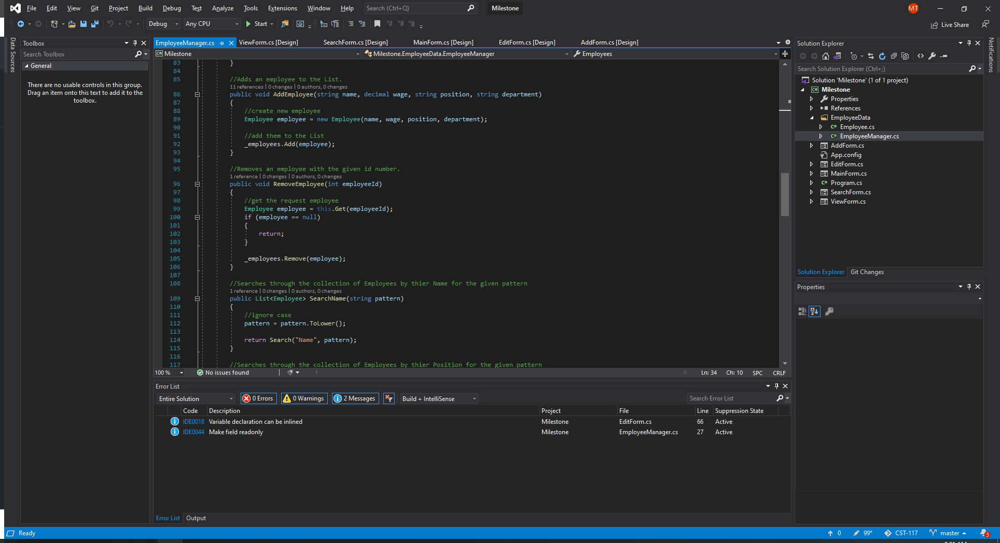 File Edit View Git Project Build Debug Test Analyze Tools Extensions Window Help Search (Ctrl+Q) Milestone MT
Debug Any CPU Start Live Share
Data Sources
Toolbox
Search Toolbox
General
There are no usable controls in this group.
Drag an item onto this text to add it to the
toolbox.
EmployeeManager.cs ViewForm.cs [Design] SearchForm.cs [Design] MainForm.cs [Design] EditForm.cs [Design] AddForm.cs [Design]
Milestone Milestone.EmployeeData.EmployeeManager Employees
83 }
84
85 //Adds an employee to the List.
11 references | 0 changes | 0 authors, 0 changes
86 public void AddEmployee(string name, decimal wage, string position, string department)
87 {
88 //create new employee
89 Employee employee = new Employee(name, wage, position, department);
90
91 //add them to the List
92 _employees.Add(employee);
93 }
94
95 //Removes an employee with the given id number.
1 reference | 0 changes | 0 authors, 0 changes
96 public void RemoveEmployee(int employeeId)
97 {
98 //get the request employee
99 Employee employee = this.Get(employeeId);
100 if (employee == null)
101 {
102 return;
103 }
104
105 _employees.Remove(employee);
106 }
107
108 //Searches through the collection of Employees by thier Name for the given pattern
1 reference | 0 changes | 0 authors, 0 changes
109 public List<Employee> SearchName(string pattern)
110 {
111 //ignore case
112 pattern = pattern.ToLower();
113
114 return Search("Name", pattern);
115 }
116
117 //Searches through the collection of Employees by thier Position for the given pattern
100 % No issues found Ln: 34 Ch: 10 SPC CRLF
Error List
Entire Solution 0 Errors 0 Warnings 2 Messages Build + IntelliSense Search Error List
Code Description Project File Line Suppression State
IDE0018 Variable declaration can be inlined Milestone EditForm.cs 66 Active
IDE0044 Make field readonly Milestone EmployeeManager.cs 27 Active
Error List Output
Solution Explorer
Search Solution Explorer (Ctrl+;)
Solution 'Milestone' (1 of 1 project)
C# Milestone
Properties
References
EmployeeData
C# Employee.cs
C# EmployeeManager.cs
AddForm.cs
App.config
EditForm.cs
MainForm.cs
C# Program.cs
SearchForm.cs
ViewForm.cs
Solution Explorer Git Changes
Properties
Notifications
Ready 0 99* CST-117 master 3